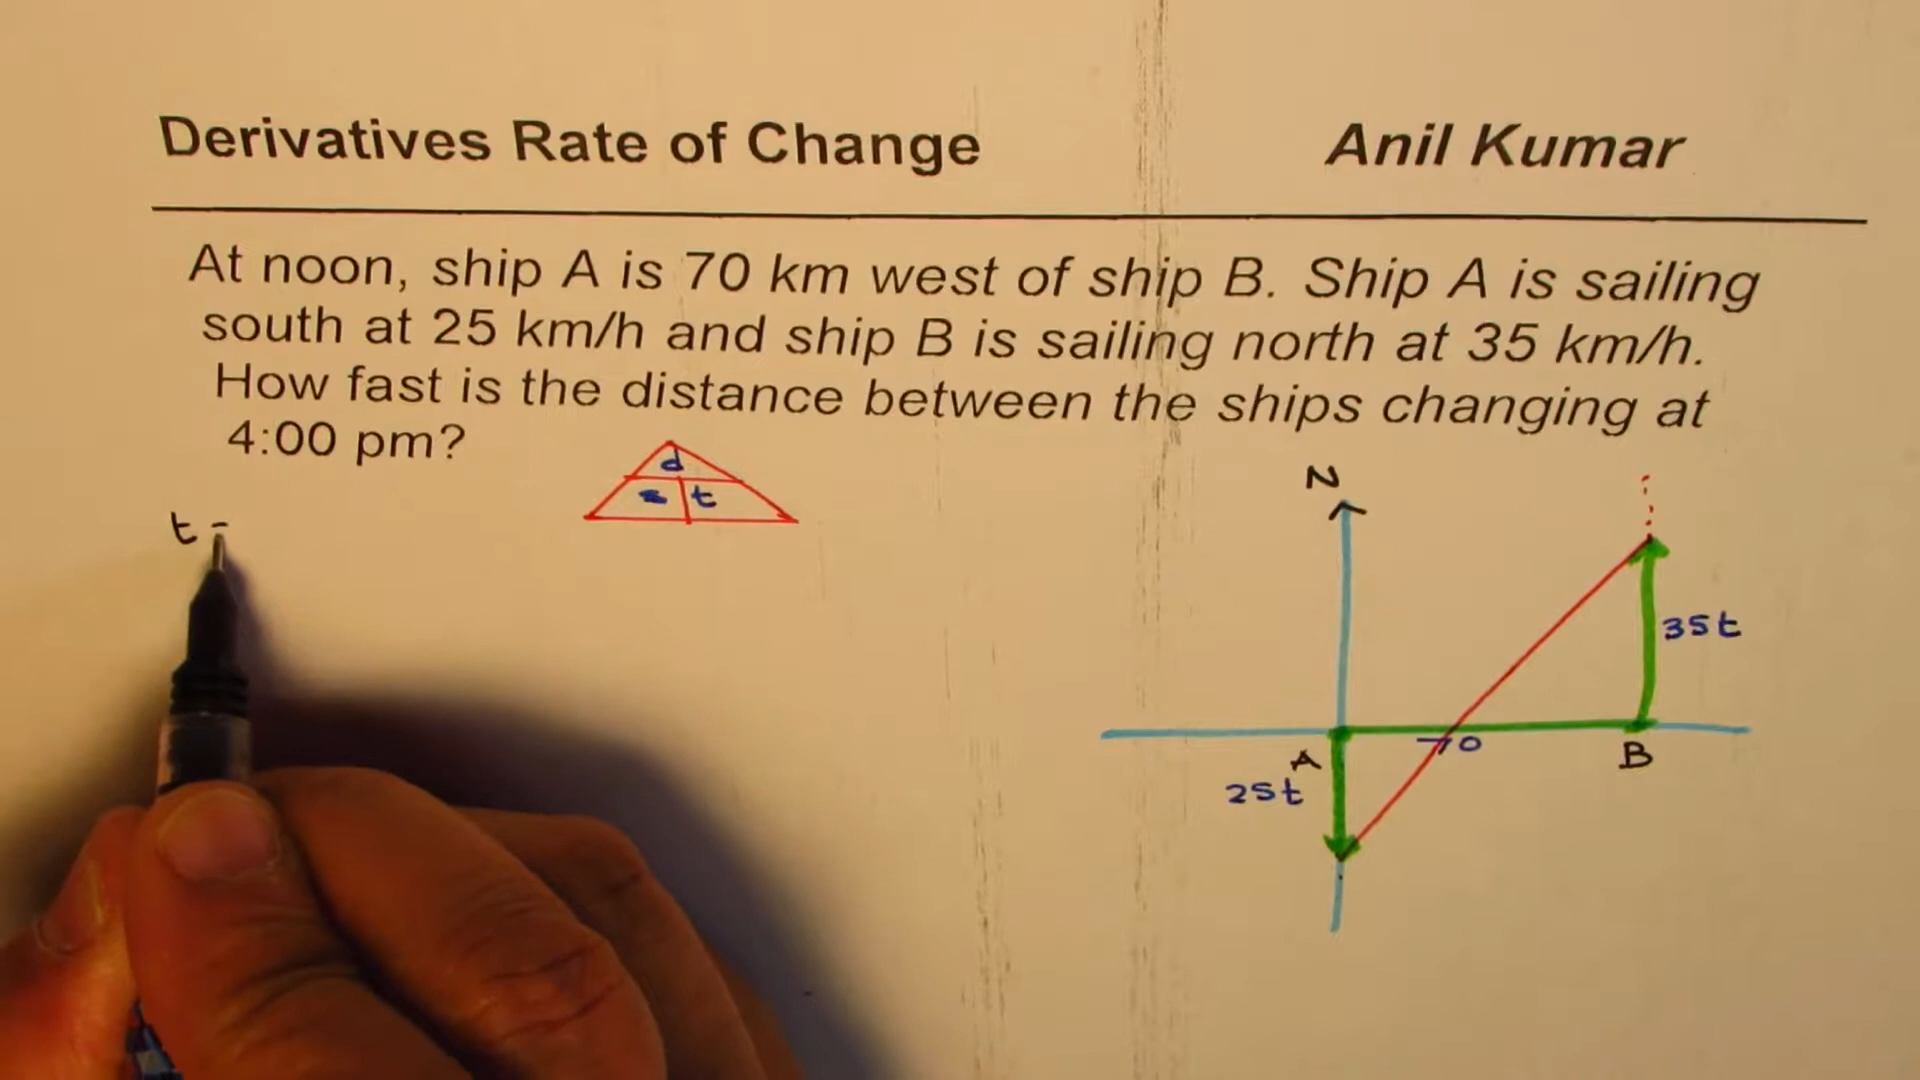 Derivatives Rate of Change Anil Kumar
At noon, ship A is 70 km west of ship B. Ship A is sailing
south at 25 km/h and ship B is sailing north at 35 km/h.
How fast is the distance between the ships changing at
4:00 pm?
d
t
t =
N
35t
A
70
B
25t